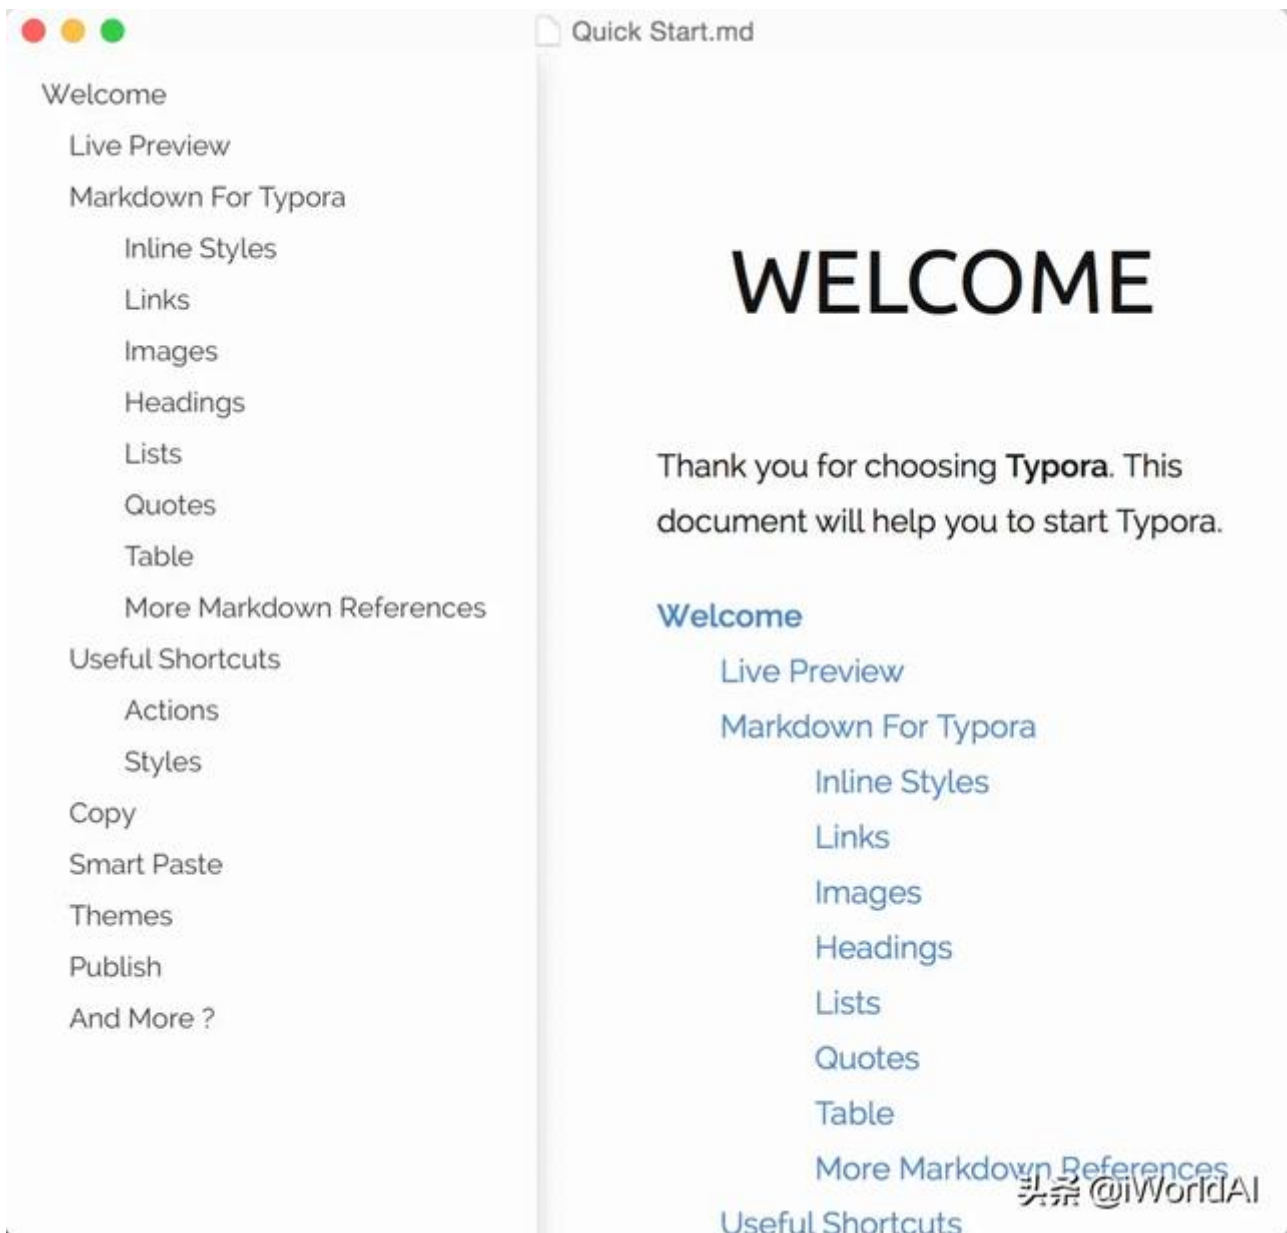 Quick Start.md
Welcome
Live Preview
Markdown For Typora
Inline Styles
Links
Images
Headings
Lists
Quotes
Table
More Markdown References
Useful Shortcuts
Actions
Styles
Copy
Smart Paste
Themes
Publish
And More ?
WELCOME
Thank you for choosing Typora. This
document will help you to start Typora.
Welcome
Live Preview
Markdown For Typora
Inline Styles
Links
Images
Headings
Lists
Quotes
Table
More Markdown References
头条 @iWorldAI
Useful Shortcuts